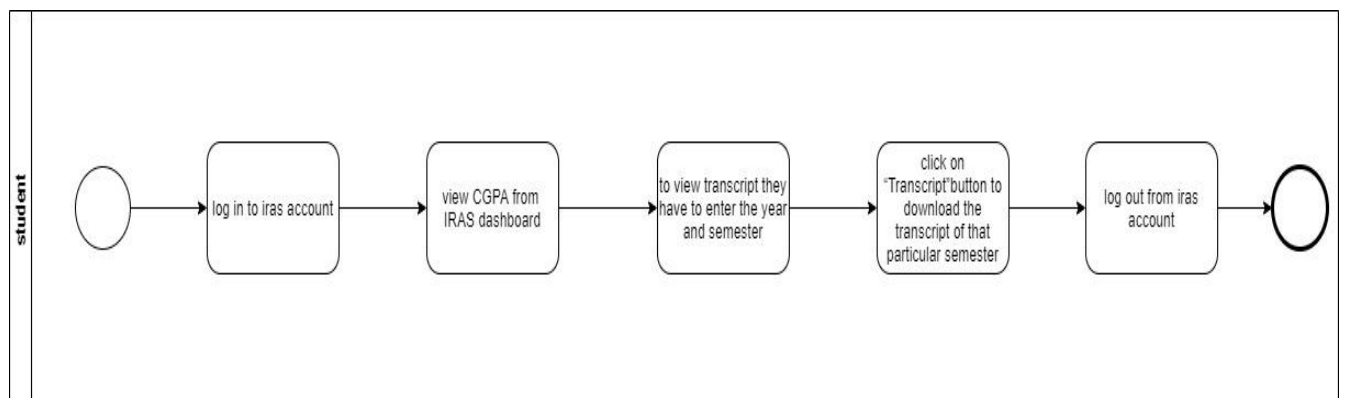 student
log in to iras account
view CGPA from
IRAS dashboard
to view transcript they
have to enter the year
and semester
click on
“Transcript”button to
download the
transcript of that
particular semester
log out from iras
account